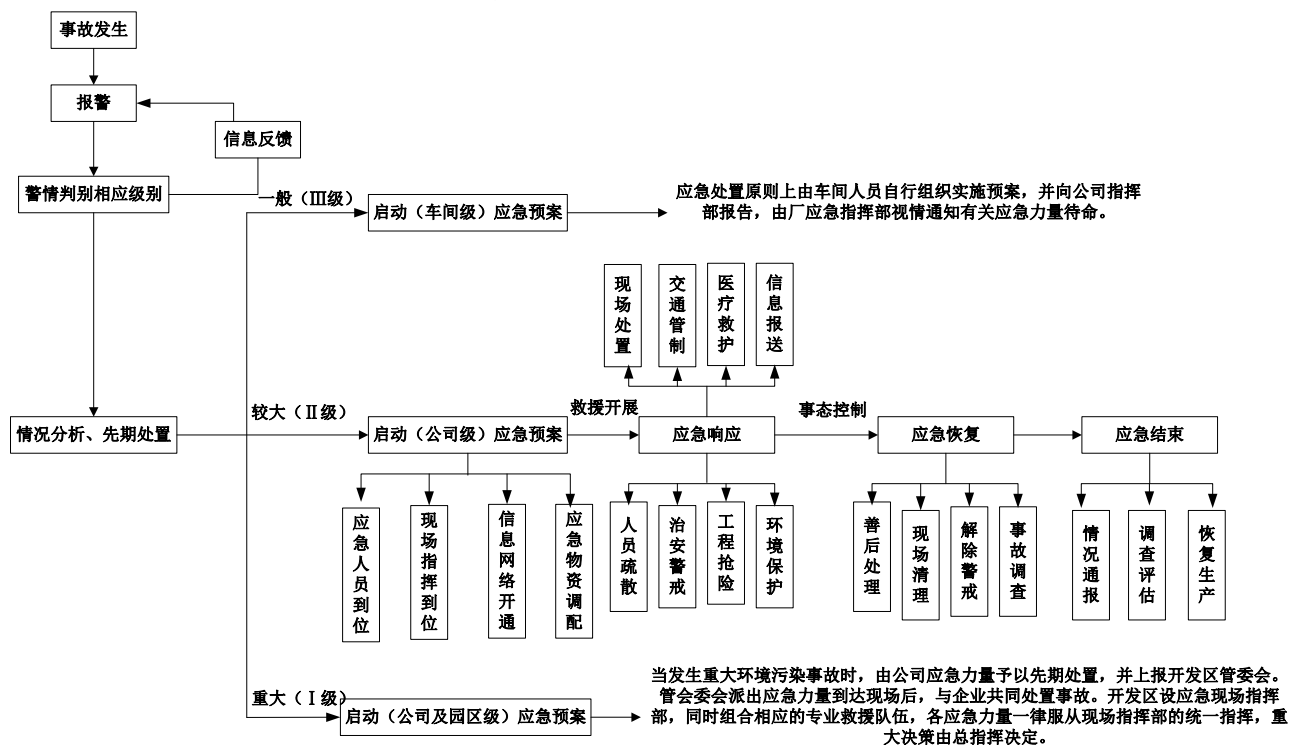 事故发生
报警
信息反馈
警情判别相应级别
一般（Ⅲ级）
启动（车间级）应急预案
应急处置原则上由车间人员自行组织实施预案，并向公司指挥
部报告，由厂应急指挥部视情通知有关应急力量待命。
现场处置
交通管制
医疗救护
信息报送
情况分析、先期处置
较大（Ⅱ级）
启动（公司级）应急预案
救援开展
应急响应
事态控制
应急恢复
应急结束
应急人员到位
现场指挥到位
信息网络开通
应急物资调配
人员疏散
治安警戒
工程抢险
环境保护
善后处理
现场清理
解除警戒
事故调查
情况通报
调查评估
恢复生产
重大（Ⅰ级）
启动（公司及园区级）应急预案
当发生重大环境污染事故时，由公司应急力量予以先期处置，并上报开发区管委会。
管会委会派出应急力量到达现场后，与企业共同处置事故。开发区设应急现场指挥
部，同时组合相应的专业救援队伍，各应急力量一律服从现场指挥部的统一指挥，重
大决策由总指挥决定。